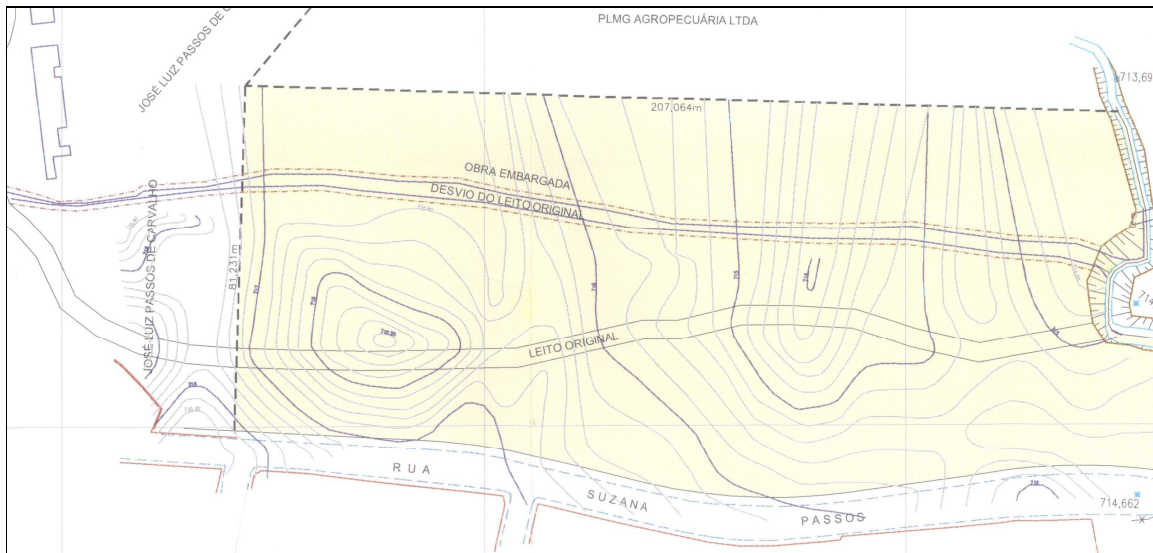 PLMG AGROPECUÁRIA LTDA
JOSÉ LUIZ PASSOS DE C
713,69
207,064m
OBRA EMBARGADA
DESVIO DO LEITO ORIGINAL
JOSÉ LUIZ PASSOS DE CARVALHO
81,231m
LEITO ORIGINAL
714
RUA
SUZANA
PASSOS
714,662